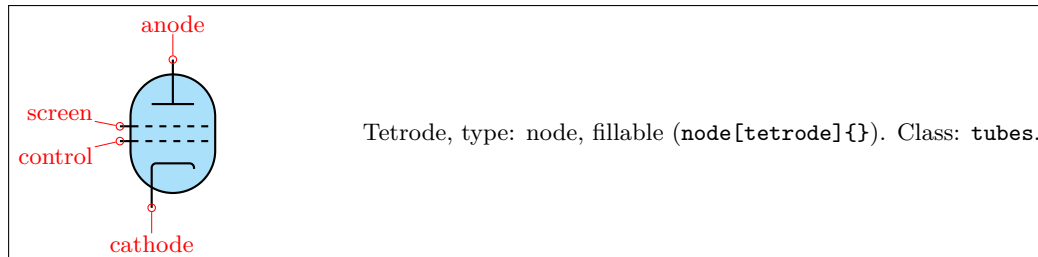 anode
screen
control
cathode
Tetrode, type: node, fillable (node[tetrode]{}). Class: tubes.